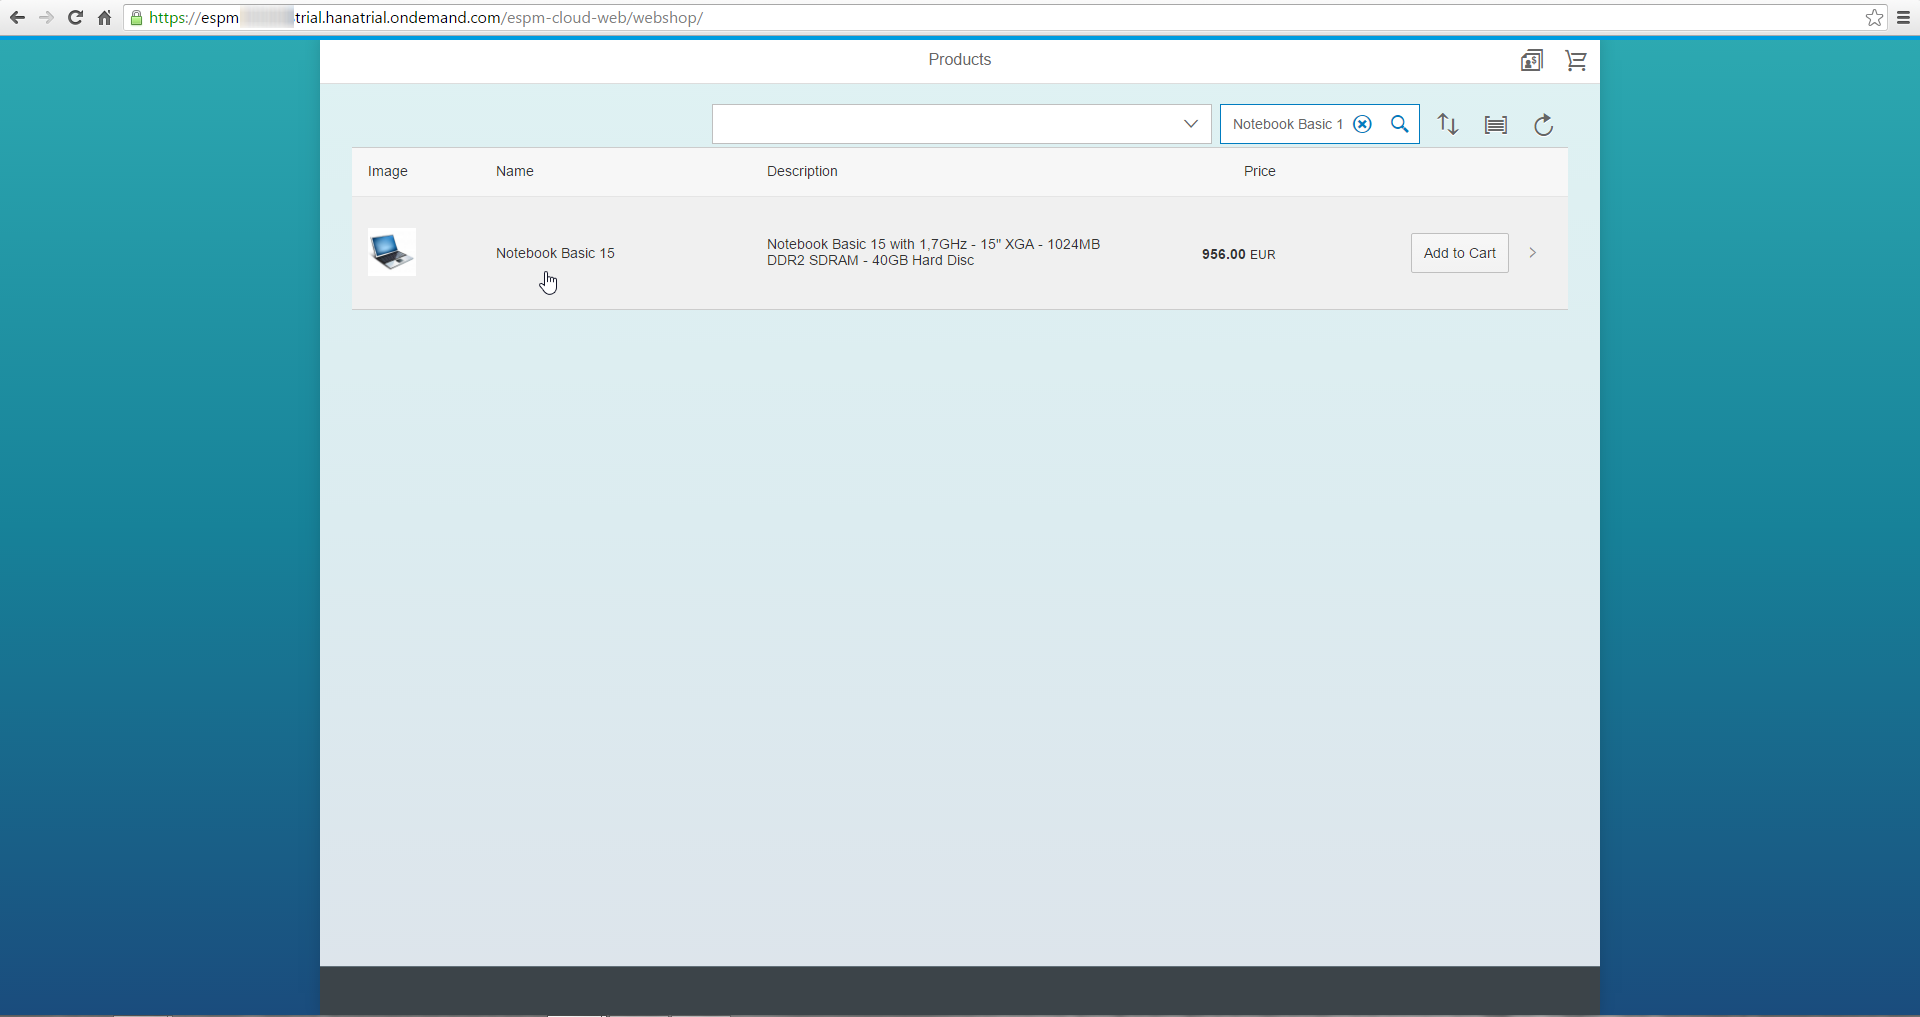 https://espm trial.hanatrial.ondemand.com/espm-cloud-web/webshop/
Products
Notebook Basic 1
Image Name Description Price
Notebook Basic 15
Notebook Basic 15 with 1,7GHz - 15" XGA - 1024MB
DDR2 SDRAM - 40GB Hard Disc
956.00 EUR
Add to Cart